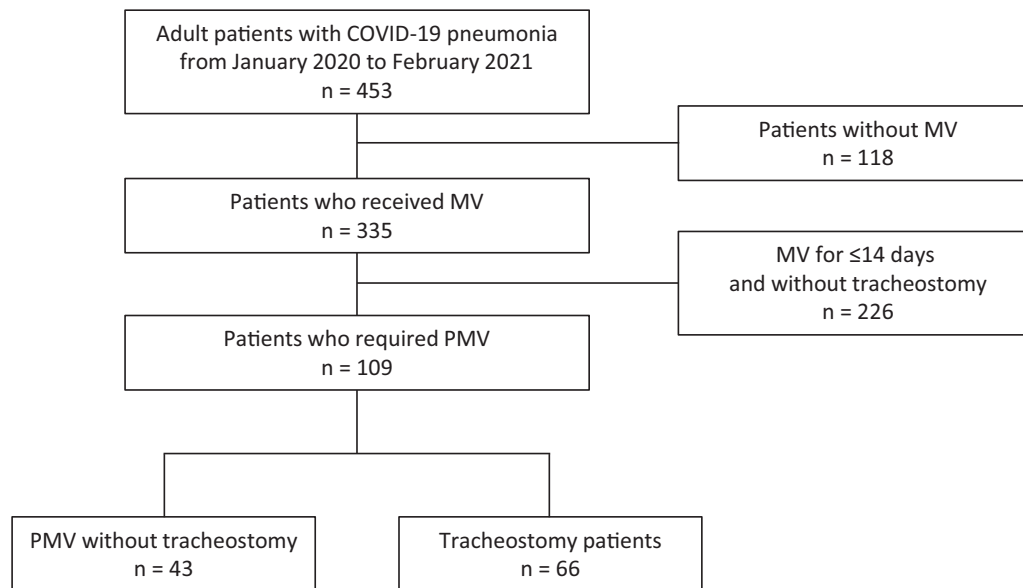 Adult patients with COVID-19 pneumonia
from January 2020 to February 2021
n = 453
Patients without MV
n = 118
Patients who received MV
n = 335
MV for ≤14 days
and without tracheostomy
n = 226
Patients who required PMV
n = 109
PMV without tracheostomy
n = 43
Tracheostomy patients
n = 66